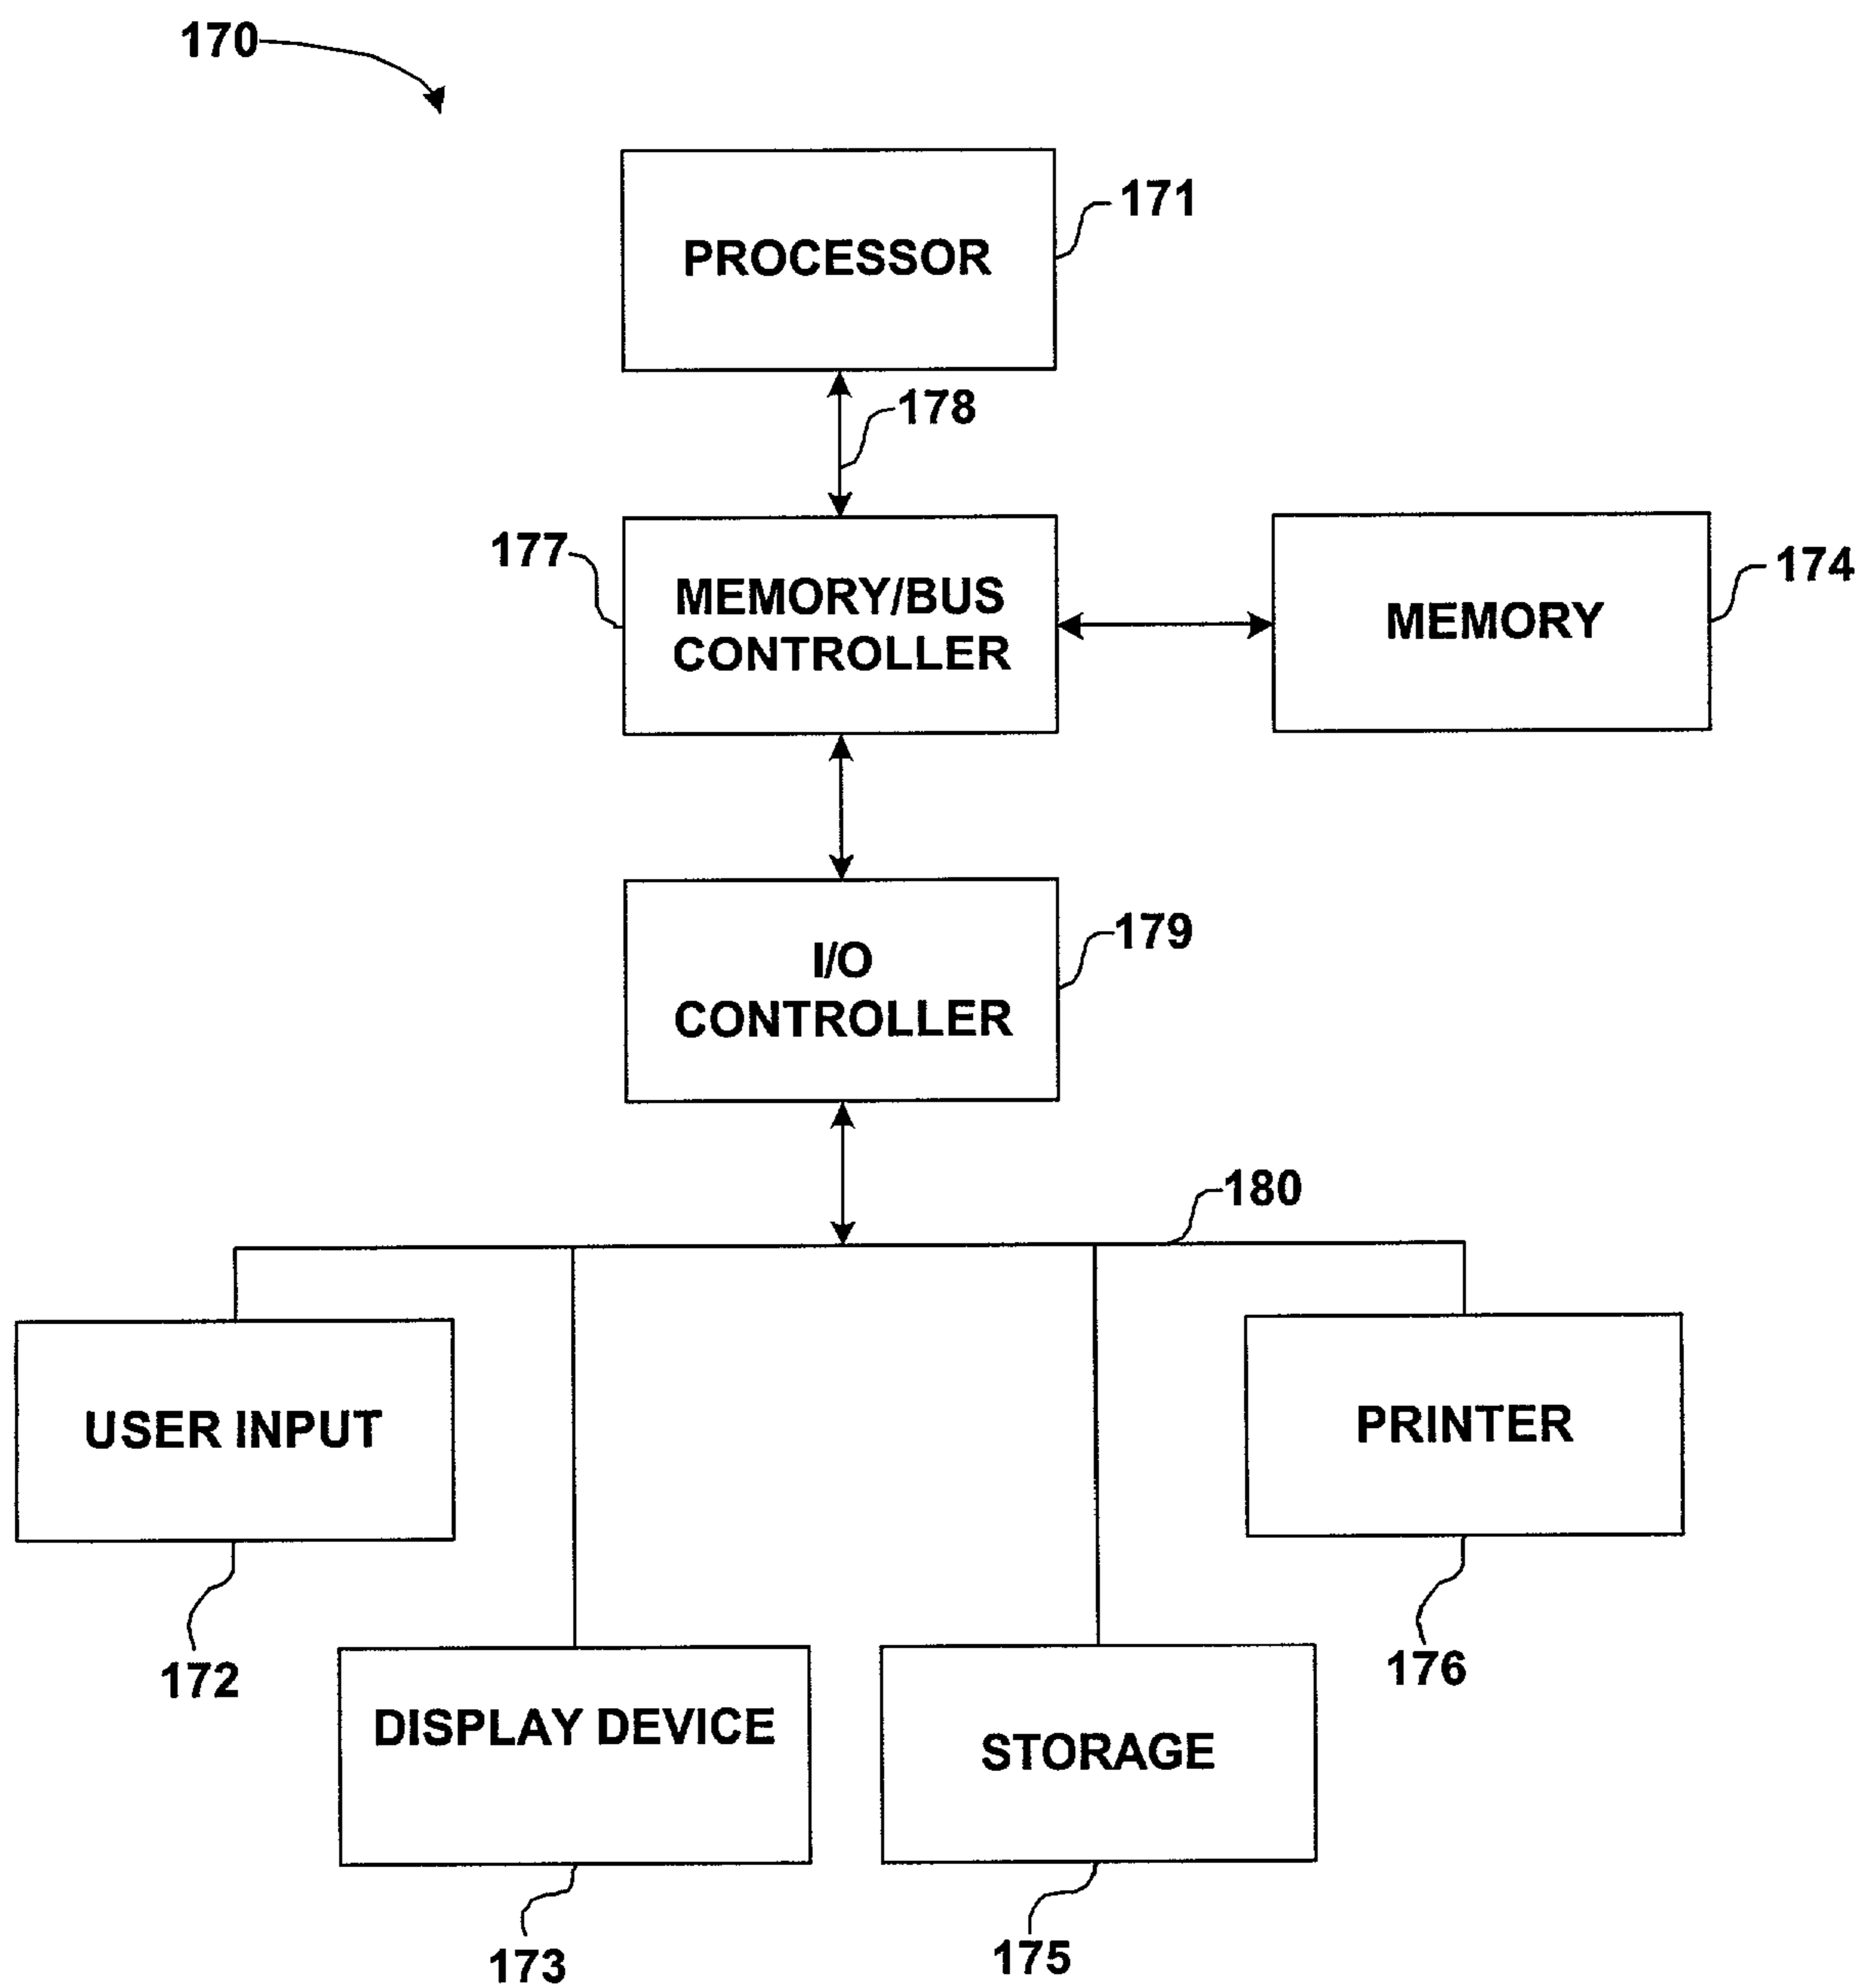 170
PROCESSOR
171
178
177
MEMORY/BUS
CONTROLLER
MEMORY
174
I/O
CONTROLLER
179
180
USER INPUT
PRINTER
172
176
DISPLAY DEVICE
STORAGE
173
175